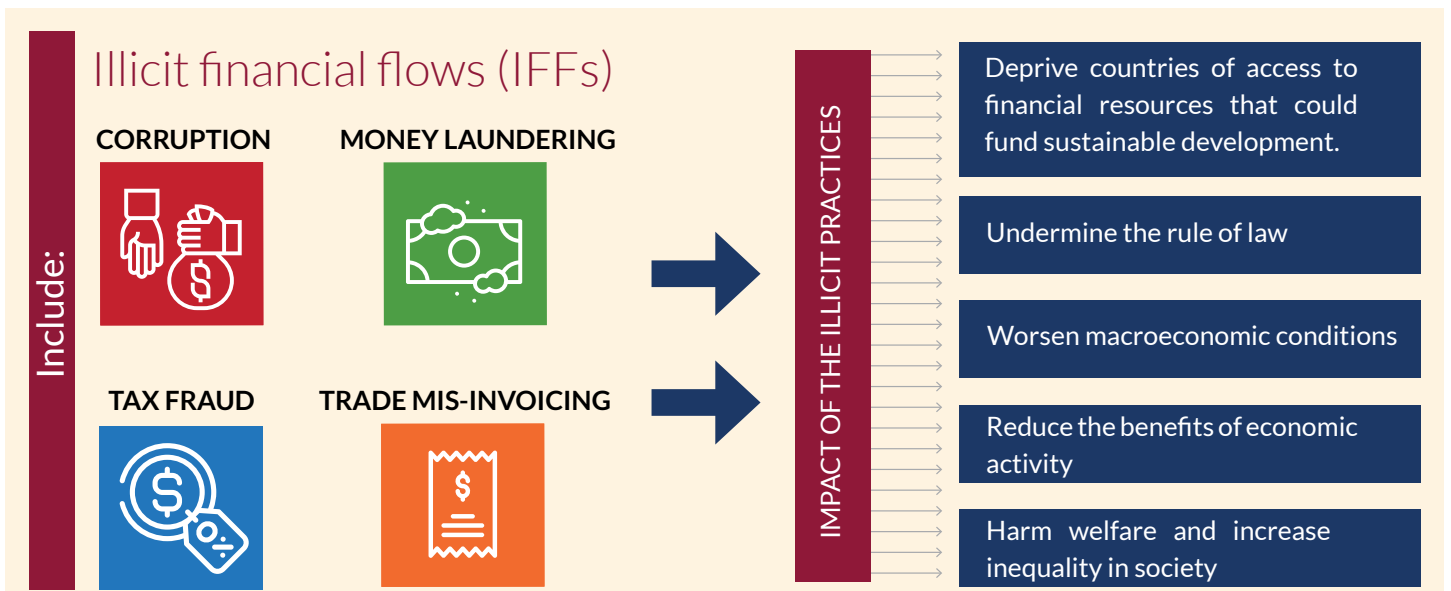 Include:
Illicit financial flows (IFFs)
CORRUPTION
MONEY LAUNDERING
TAX FRAUD
TRADE MIS-INVOICING
IMPACT OF THE ILLICIT PRACTICES
Deprive countries of access to
financial resources that could
fund sustainable development.
Undermine the rule of law
Worsen macroeconomic conditions
Reduce the benefits of economic
activity
Harm welfare and increase
inequality in society